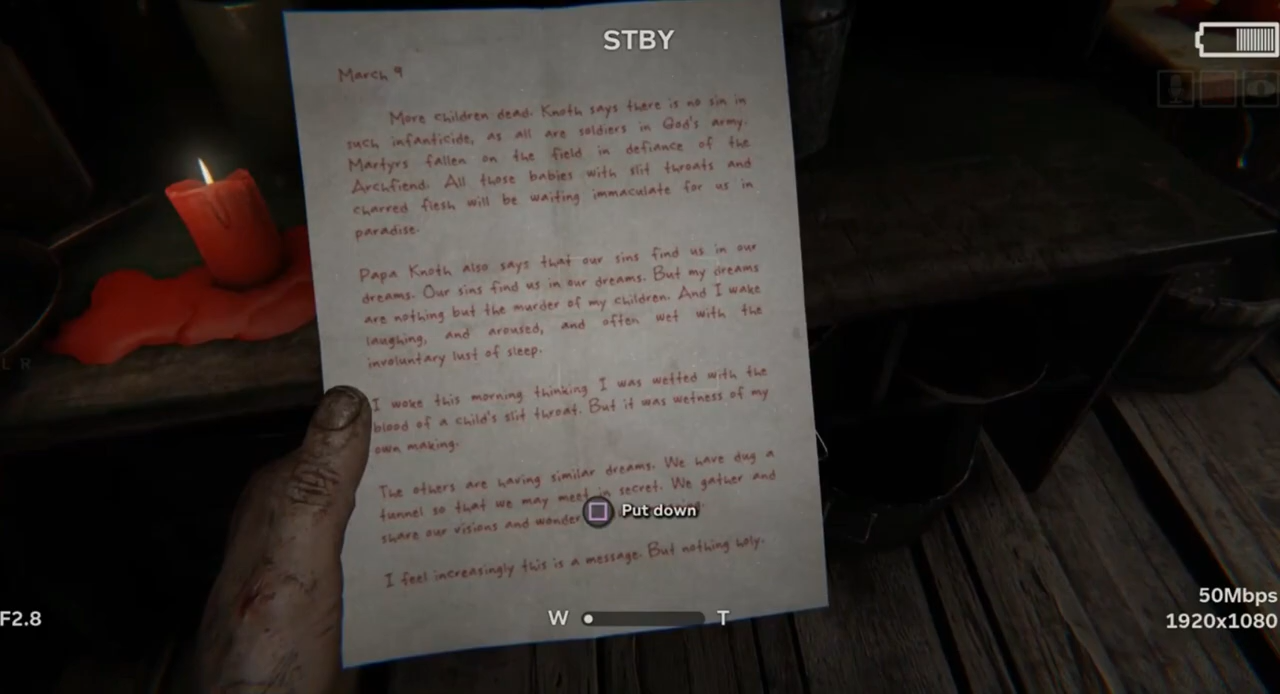 STBY
March 9
More children dead. Knoth says there is no sin in
such infanticide, as all are soldiers in God's army.
Martyrs fallen on the field in defiance of the
Archfiend. All those babies with slit throats and
charred flesh will be waiting immaculate for us in
paradise.
Papa Knoth also says that our sins find us in our
dreams. Our sins find us in our dreams. But my dreams
are nothing but the murder of my children. And I wake
laughing, and aroused, and often wet with the
involuntary lust of sleep.
I woke this morning thinking I was wetted with the
blood of a child's slit throat. But it was wetness of my
own making.
The others are having similar dreams. We have dug a
tunnel so that we may meet in secret. We gather and
share our visions and wonder
Put down
I feel increasingly this is a message. But nothing holy.
L R
F2.8
W T
50Mbps
1920x1080